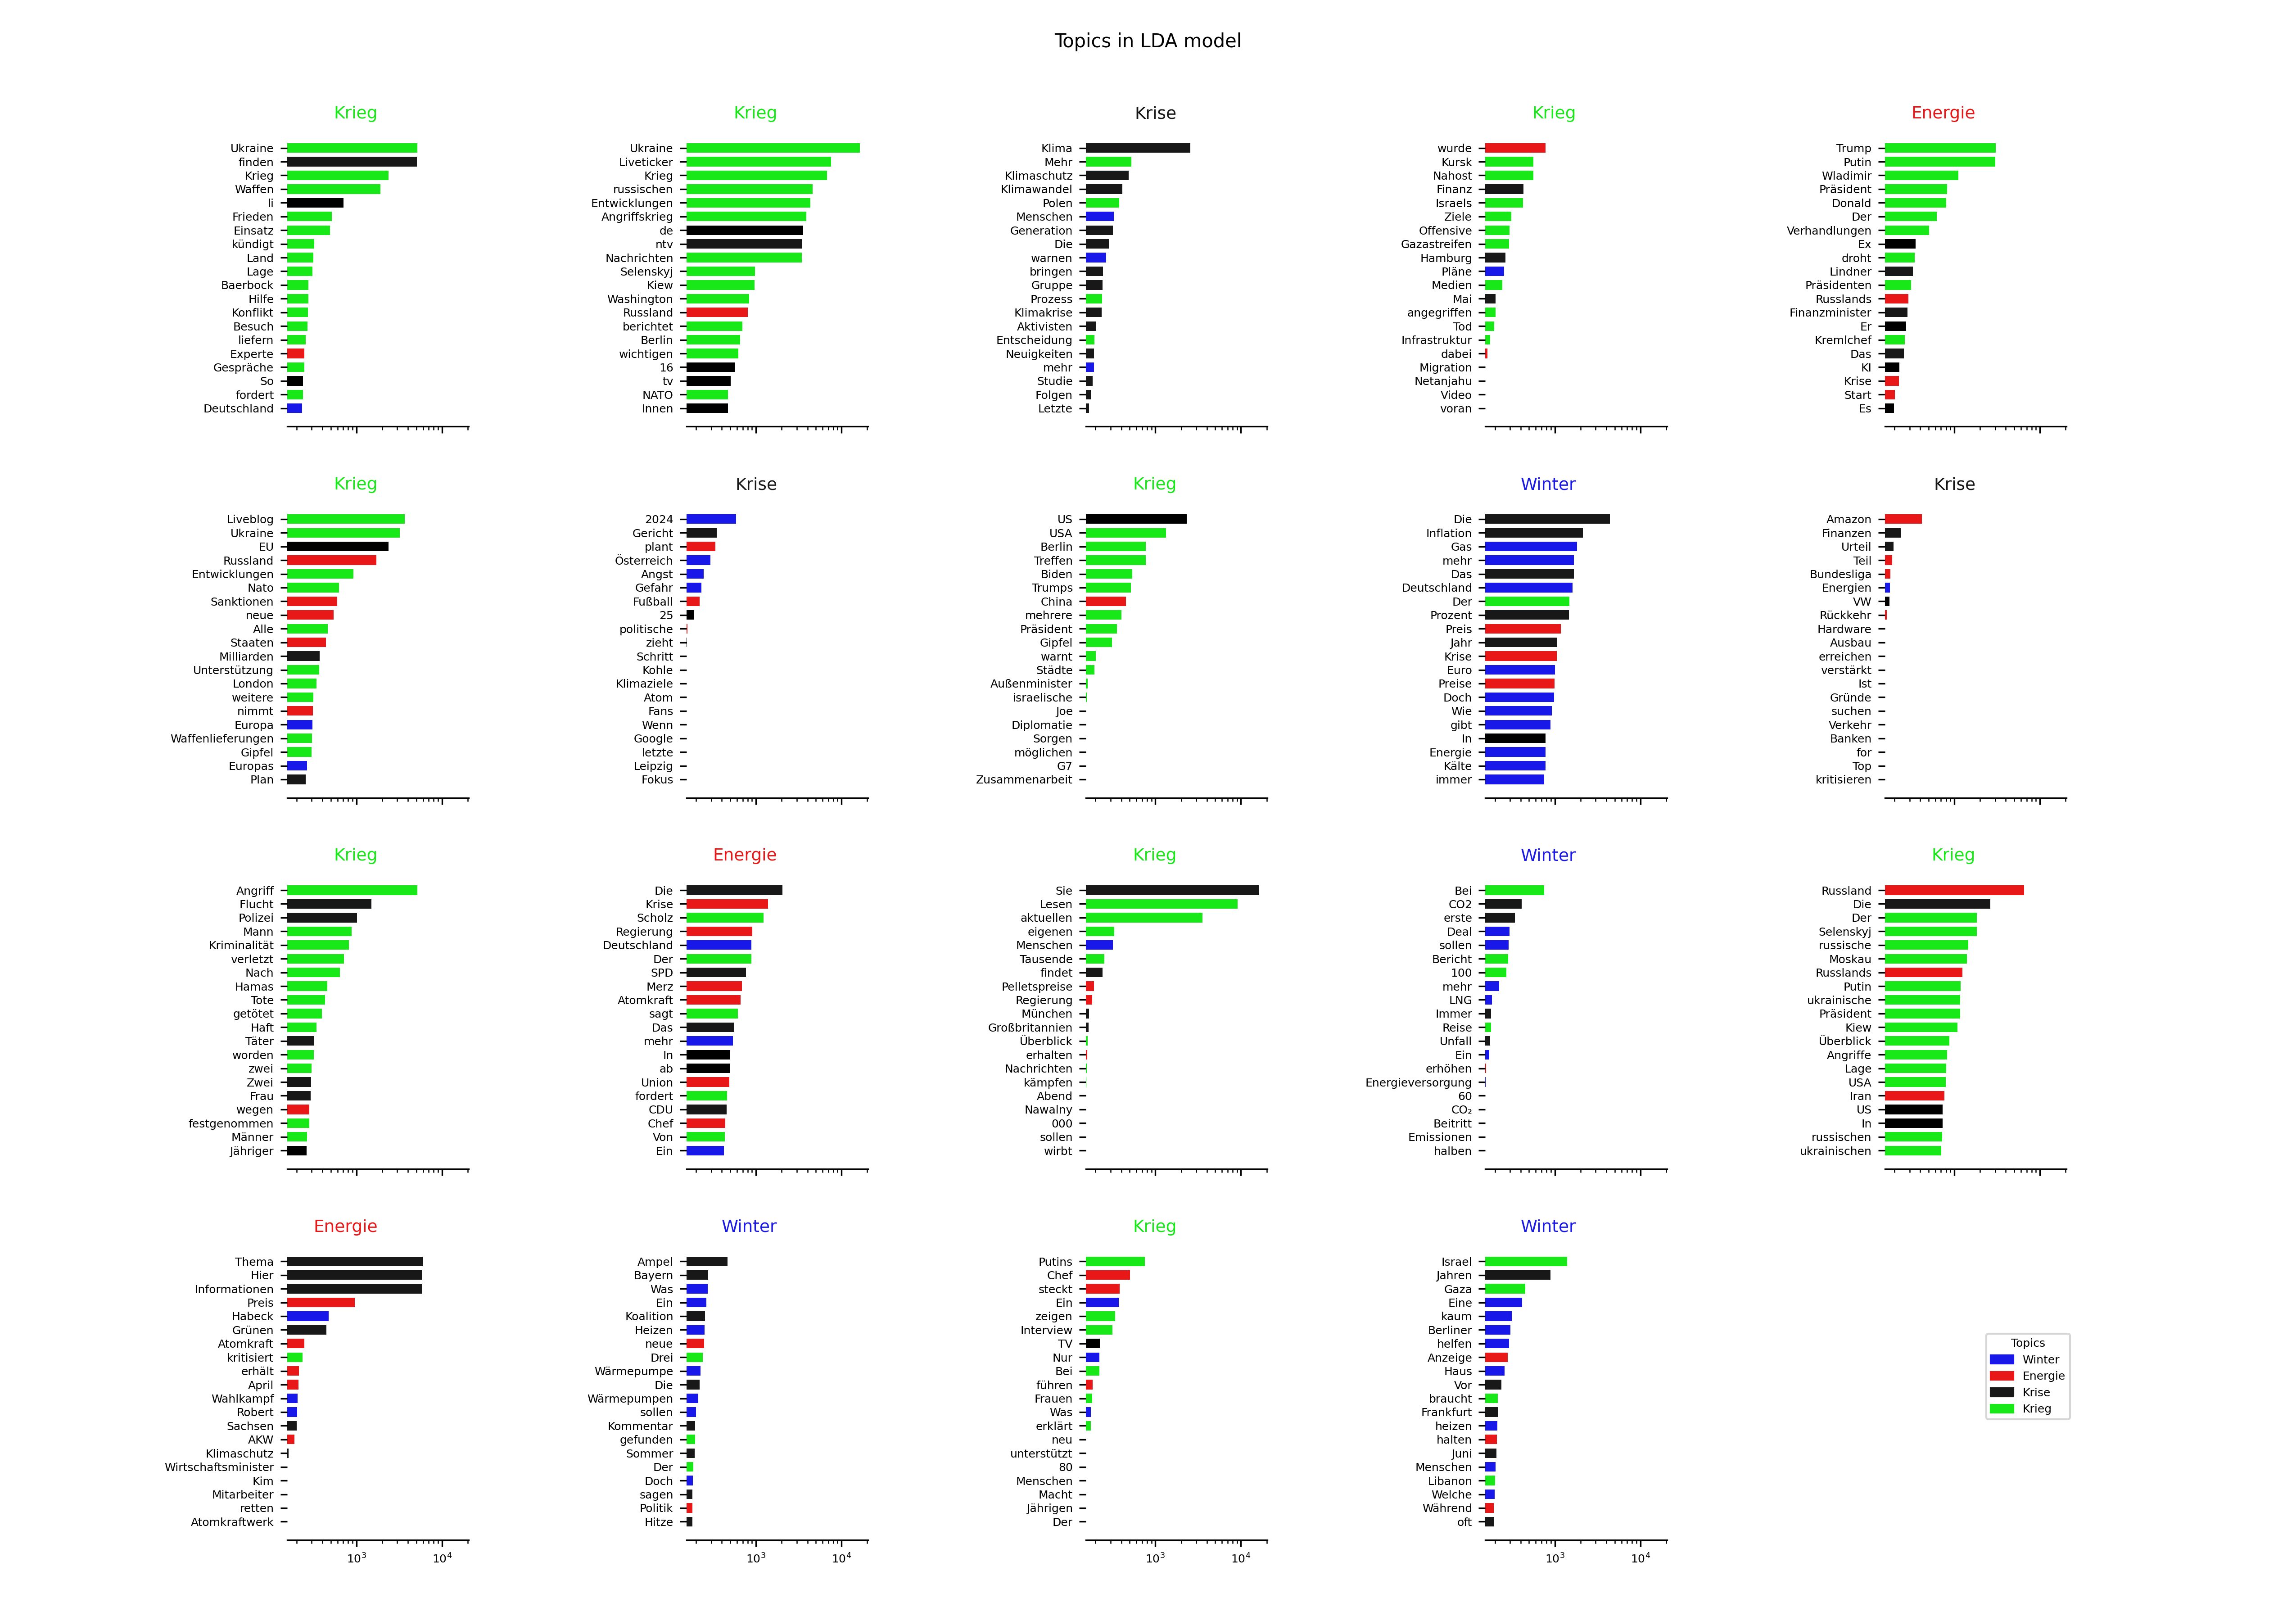 Topics in LDA model
Krieg
Ukraine
finden
Krieg
Waffen
li
Frieden
Einsatz
kündigt
Land
Lage
Baerbock
Hilfe
Konflikt
Besuch
liefern
Experte
Gespräche
So
fordert
Deutschland
Krieg
Ukraine
Liveticker
Krieg
russischen
Entwicklungen
Angriffskrieg
de
ntv
Nachrichten
Selenskyj
Kiew
Washington
Russland
berichtet
Berlin
wichtigen
16
tv
NATO
Innen
Krise
Klima
Mehr
Klimaschutz
Klimawandel
Polen
Menschen
Generation
Die
warnen
bringen
Gruppe
Prozess
Klimakrise
Aktivisten
Entscheidung
Neuigkeiten
mehr
Studie
Folgen
Letzte
Krieg
wurde
Kursk
Nahost
Finanz
Israels
Ziele
Offensive
Gazastreifen
Hamburg
Pläne
Medien
Mai
angegriffen
Tod
Infrastruktur
dabei
Migration
Netanjahu
Video
voran
Energie
Trump
Putin
Wladimir
Präsident
Donald
Der
Verhandlungen
Ex
droht
Lindner
Präsidenten
Russlands
Finanzminister
Er
Kremlchef
Das
KI
Krise
Start
Es
Krieg
Liveblog
Ukraine
EU
Russland
Entwicklungen
Nato
Sanktionen
neue
Alle
Staaten
Milliarden
Unterstützung
London
weitere
nimmt
Europa
Waffenlieferungen
Gipfel
Europas
Plan
Krise
2024
Gericht
plant
Österreich
Angst
Gefahr
Fußball
25
politische
zieht
Schritt
Kohle
Klimaziele
Atom
Fans
Wenn
Google
letzte
Leipzig
Fokus
Krieg
US
USA
Berlin
Treffen
Biden
Trumps
China
mehrere
Präsident
Gipfel
warnt
Städte
Außenminister
israelische
Joe
Diplomatie
Sorgen
möglichen
G7
Zusammenarbeit
Winter
Die
Inflation
Gas
mehr
Das
Deutschland
Der
Prozent
Preis
Jahr
Krise
Euro
Preise
Doch
Wie
gibt
In
Energie
Kälte
immer
Krise
Amazon
Finanzen
Urteil
Teil
Bundesliga
Energien
VW
Rückkehr
Hardware
Ausbau
erreichen
verstärkt
Ist
Gründe
suchen
Verkehr
Banken
for
Top
kritisieren
Krieg
Angriff
Flucht
Polizei
Mann
Kriminalität
verletzt
Nach
Hamas
Tote
getötet
Haft
Täter
worden
zwei
Zwei
Frau
wegen
festgenommen
Männer
Jähriger
Energie
Die
Krise
Scholz
Regierung
Deutschland
Der
SPD
Merz
Atomkraft
sagt
Das
mehr
In
ab
Union
fordert
CDU
Chef
Von
Ein
Krieg
Sie
Lesen
aktuellen
eigenen
Menschen
Tausende
findet
Pelletspreise
Regierung
München
Großbritannien
Überblick
erhalten
Nachrichten
kämpfen
Abend
Nawalny
000
sollen
wirbt
Winter
Bei
CO2
erste
Deal
sollen
Bericht
100
mehr
LNG
Immer
Reise
Unfall
Ein
erhöhen
Energieversorgung
60
CO₂
Beitritt
Emissionen
halben
Krieg
Russland
Die
Der
Selenskyj
russische
Moskau
Russlands
Putin
ukrainische
Präsident
Kiew
Überblick
Angriffe
Lage
USA
Iran
US
In
russischen
ukrainischen
Energie
Thema
Hier
Informationen
Preis
Habeck
Grünen
Atomkraft
kritisiert
erhält
April
Wahlkampf
Robert
Sachsen
AKW
Klimaschutz
Wirtschaftsminister
Kim
Mitarbeiter
retten
Atomkraftwerk
10³ 10⁴
Winter
Ampel
Bayern
Was
Ein
Koalition
Heizen
neue
Drei
Wärmepumpe
Die
Wärmepumpen
sollen
Kommentar
gefunden
Sommer
Der
Doch
sagen
Politik
Hitze
10³ 10⁴
Krieg
Putins
Chef
steckt
Ein
zeigen
Interview
TV
Nur
Bei
führen
Frauen
Was
erklärt
neu
unterstützt
80
Menschen
Macht
Jährigen
Der
10³ 10⁴
Winter
Israel
Jahren
Gaza
Eine
kaum
Berliner
helfen
Anzeige
Haus
Vor
braucht
Frankfurt
heizen
halten
Juni
Menschen
Libanon
Welche
Während
oft
10³ 10⁴
Topics
Winter
Energie
Krise
Krieg